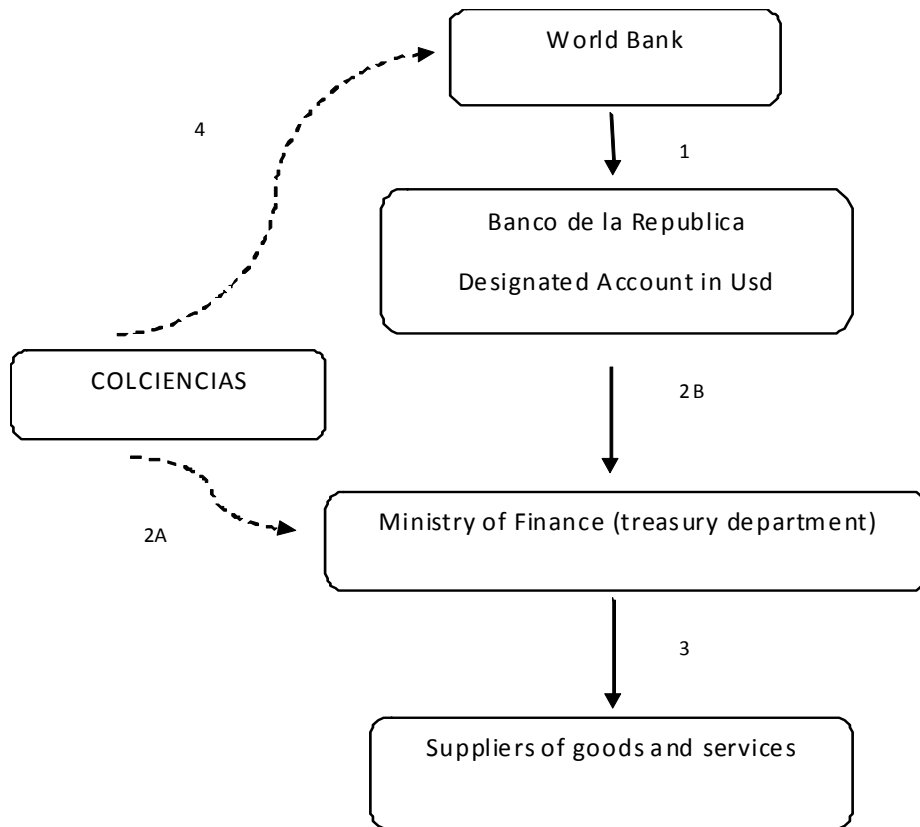 World Bank
4
1
Banco de la Republica
Designated Account in Usd
COLCIENCIAS
2B
Ministry of Finance (treasury department)
2A
3
Suppliers of goods and services